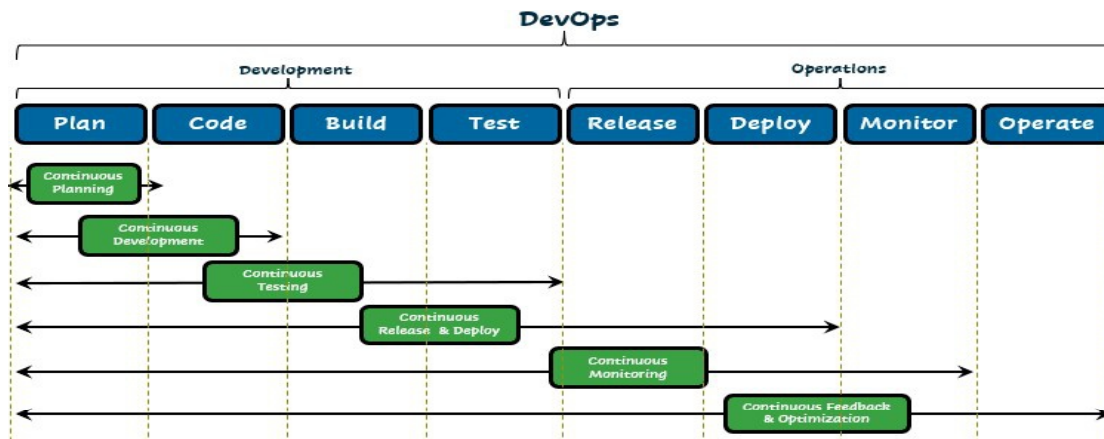 DevOps
Development
Operations
Plan
Code
Build
Test
Release
Deploy
Monitor
Operate
Continuous
Planning
Continuous
Development
Continuous
Testing
Continuous
Release & Deploy
Continuous
Monitoring
Continuous Feedback
& Optimization